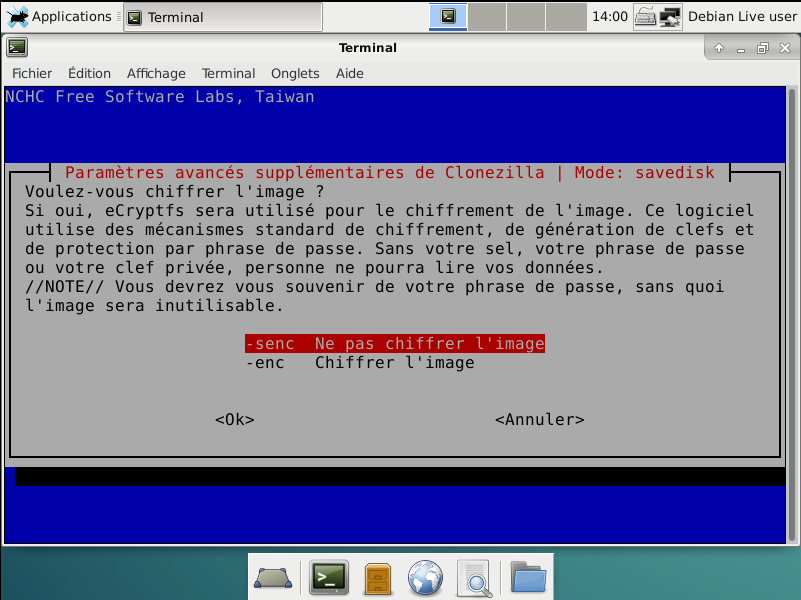 Applications
Terminal
14:00
Debian Live user
Terminal
Fichier Édition Affichage Terminal Onglets Aide
NCHC Free Software Labs, Taiwan
Paramètres avancés supplémentaires de Clonezilla | Mode: savedisk
Voulez-vous chiffrer l'image ?
Si oui, eCryptfs sera utilisé pour le chiffrement de l'image. Ce logiciel
utilise des mécanismes standard de chiffrement, de génération de clefs et
de protection par phrase de passe. Sans votre sel, votre phrase de passe
ou votre clef privée, personne ne pourra lire vos données.
//NOTE// Vous devrez vous souvenir de votre phrase de passe, sans quoi
l'image sera inutilisable.
-senc Ne pas chiffrer l'image
-enc Chiffrer l'image
<Ok> <Annuler>